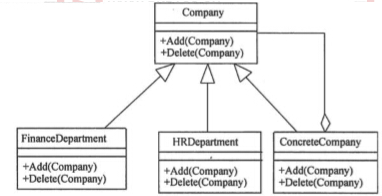 Company
+Add(Company)
+Delete(Company)
FinanceDepartment
+Add(Company)
+Delete(Company)
HRDepartment
+Add(Company)
+Delete(Company)
ConcreteCompany
+Add(Company)
+Delete(Company)